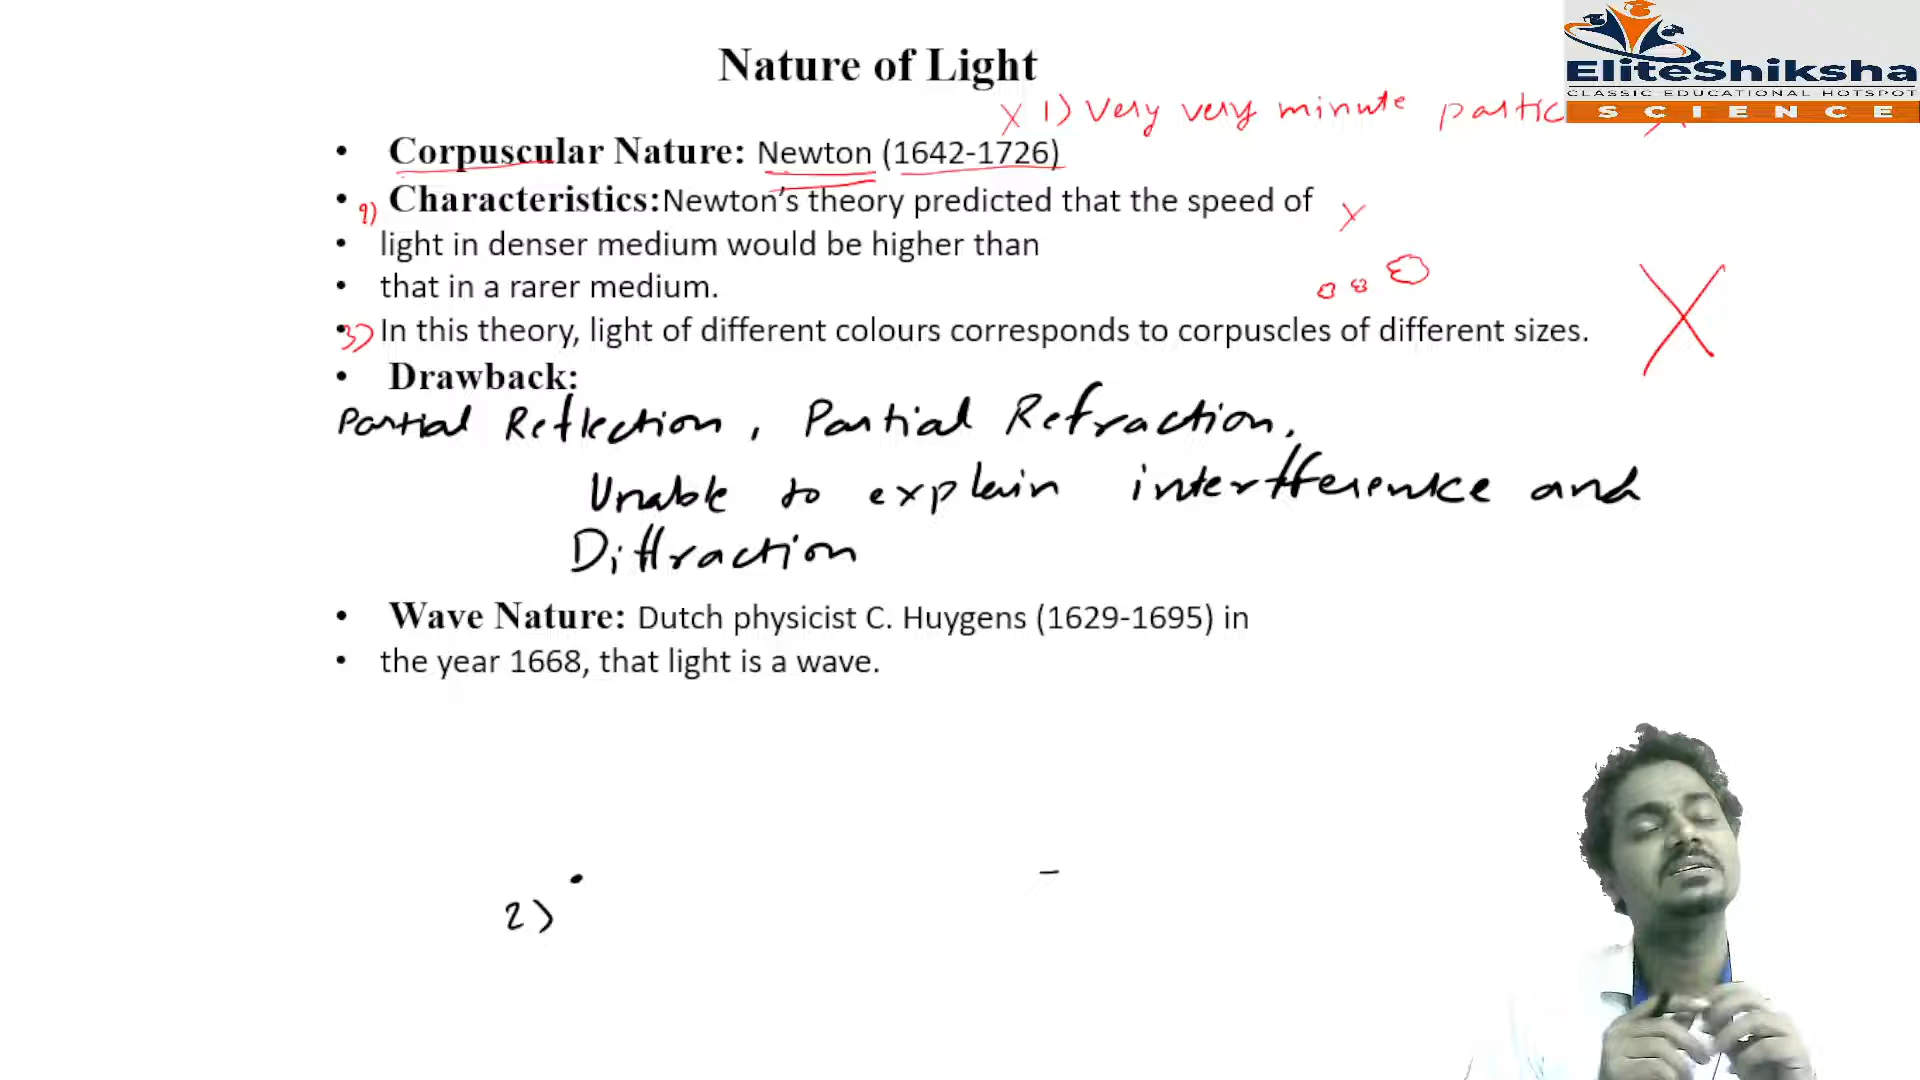 Nature of Light
EliteShiksha
CLASSIC EDUCATIONAL HOTSPOT
SCIENCE
X 1) Very very minute partic
• Corpuscular Nature: Newton (1642-1726)
• Characteristics:Newton's theory predicted that the speed of X
• light in denser medium would be higher than
• that in a rarer medium.
3) In this theory, light of different colours corresponds to corpuscles of different sizes. X
• Drawback:
Partial Reflection, Partial Refraction,
Unable to explain
and
Diffraction
• Wave Nature: Dutch physicist C. Huygens (1629-1695) in
• the year 1668, that light is a wave.
2)